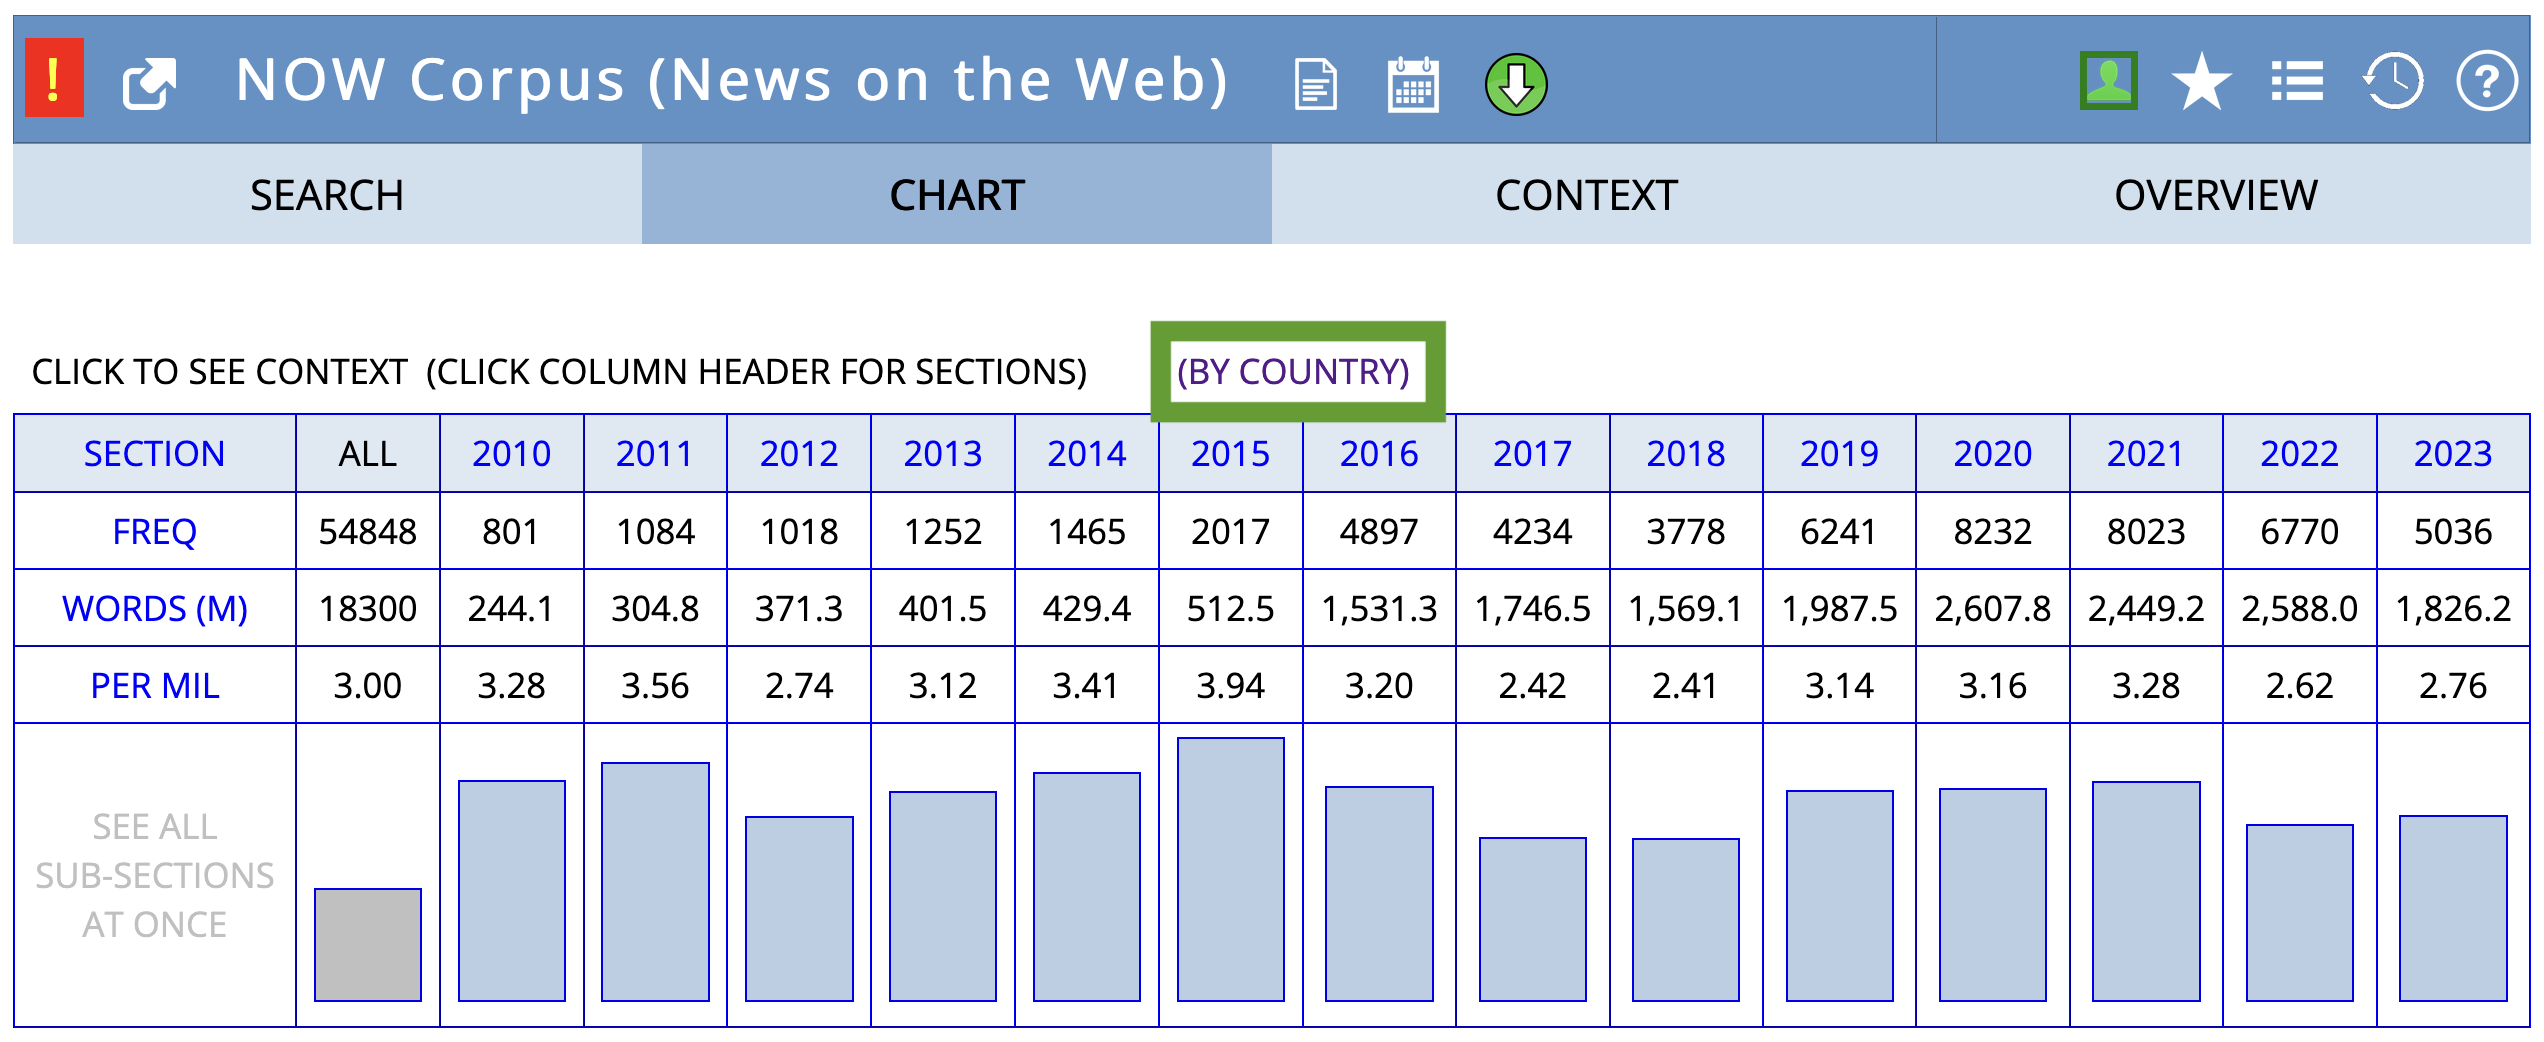 ! NOW Corpus (News on the Web) ?
SEARCH CHART CONTEXT OVERVIEW
CLICK TO SEE CONTEXT (CLICK COLUMN HEADER FOR SECTIONS) (BY COUNTRY)
SECTION ALL 2010 2011 2012 2013 2014 2015 2016 2017 2018 2019 2020 2021 2022 2023
FREQ 54848 801 1084 1018 1252 1465 2017 4897 4234 3778 6241 8232 8023 6770 5036
WORDS (M) 18300 244.1 304.8 371.3 401.5 429.4 512.5 1,531.3 1,746.5 1,569.1 1,987.5 2,607.8 2,449.2 2,588.0 1,826.2
PER MIL 3.00 3.28 3.56 2.74 3.12 3.41 3.94 3.20 2.42 2.41 3.14 3.16 3.28 2.62 2.76
SEE ALL
SUB-SECTIONS
AT ONCE